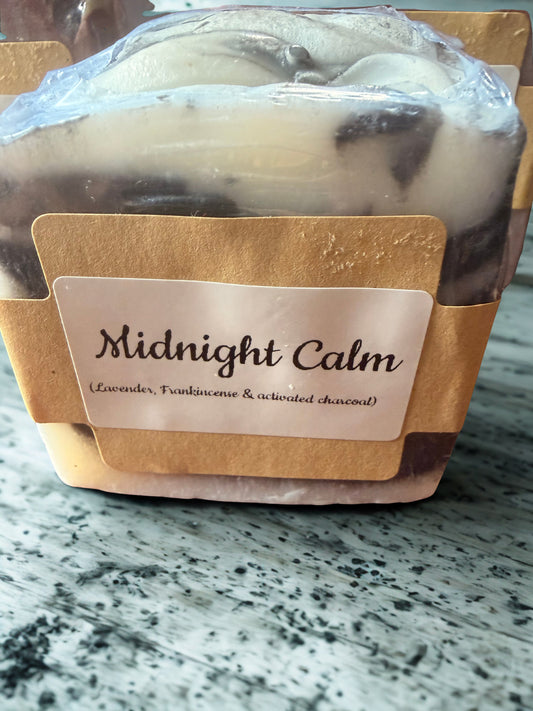 Midnight Calm
(Lavender, Frankincense & activated charcoal)